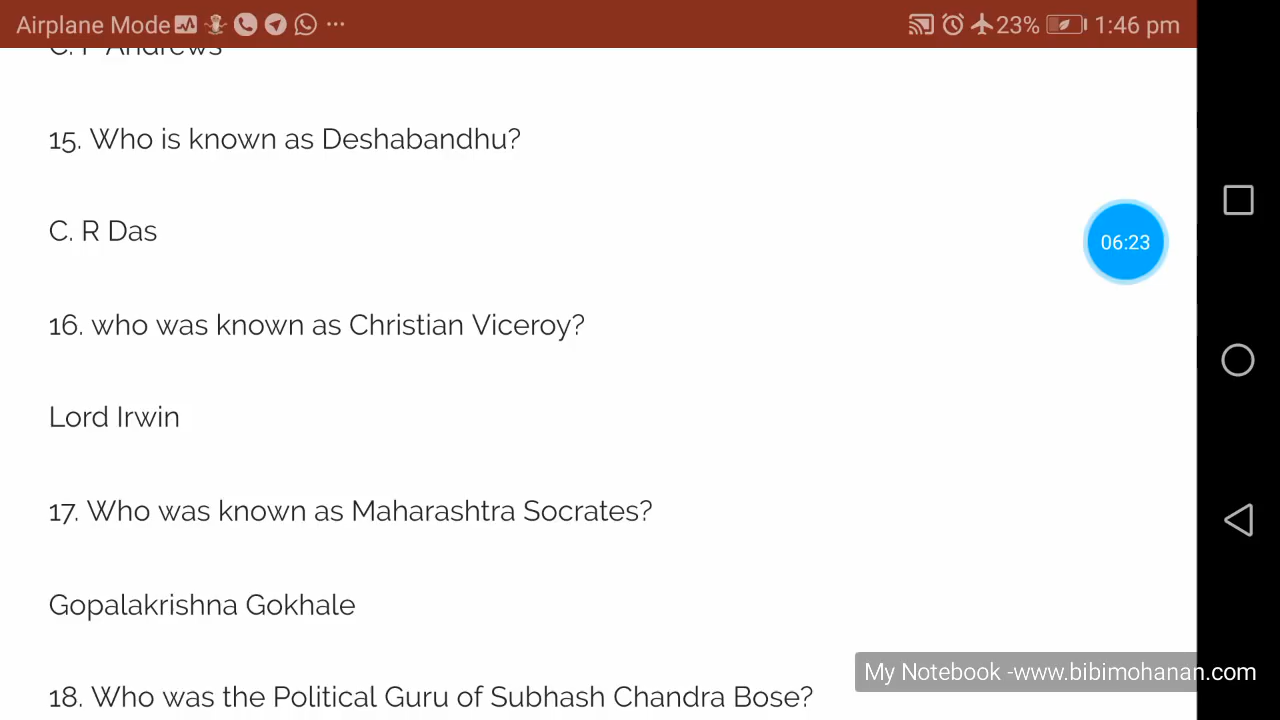 Airplane Mode ... 23% 1:46 pm
C. F Andrews
15. Who is known as Deshabandhu?
C. R Das
06:23
16. who was known as Christian Viceroy?
Lord Irwin
17. Who was known as Maharashtra Socrates?
Gopalakrishna Gokhale
My Notebook -www.bibimohanan.com
18. Who was the Political Guru of Subhash Chandra Bose?